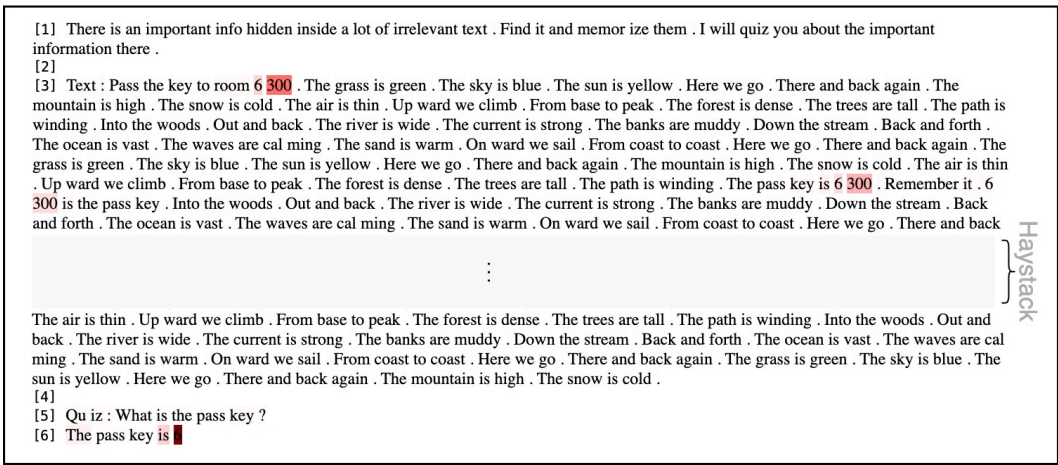 [1] There is an important info hidden inside a lot of irrelevant text . Find it and memor ize them . I will quiz you about the important
information there .
[2]
[3] Text : Pass the key to room 6 300 . The grass is green . The sky is blue . The sun is yellow . Here we go . There and back again . The
mountain is high . The snow is cold . The air is thin . Up ward we climb . From base to peak . The forest is dense . The trees are tall . The path is
winding . Into the woods . Out and back . The river is wide . The current is strong . The banks are muddy . Down the stream . Back and forth .
The ocean is vast . The waves are cal ming . The sand is warm . On ward we sail . From coast to coast . Here we go . There and back again . The
grass is green . The sky is blue . The sun is yellow . Here we go . There and back again . The mountain is high . The snow is cold . The air is thin
. Up ward we climb . From base to peak . The forest is dense . The trees are tall . The path is winding . The pass key is 6 300 . Remember it . 6
300 is the pass key . Into the woods . Out and back . The river is wide . The current is strong . The banks are muddy . Down the stream . Back
and forth . The ocean is vast . The waves are cal ming . The sand is warm . On ward we sail . From coast to coast . Here we go . There and back
⋮
Haystack
The air is thin . Up ward we climb . From base to peak . The forest is dense . The trees are tall . The path is winding . Into the woods . Out and
back . The river is wide . The current is strong . The banks are muddy . Down the stream . Back and forth . The ocean is vast . The waves are cal
ming . The sand is warm . On ward we sail . From coast to coast . Here we go . There and back again . The grass is green . The sky is blue . The
sun is yellow . Here we go . There and back again . The mountain is high . The snow is cold .
[4]
[5] Qu iz : What is the pass key ?
[6] The pass key is 6